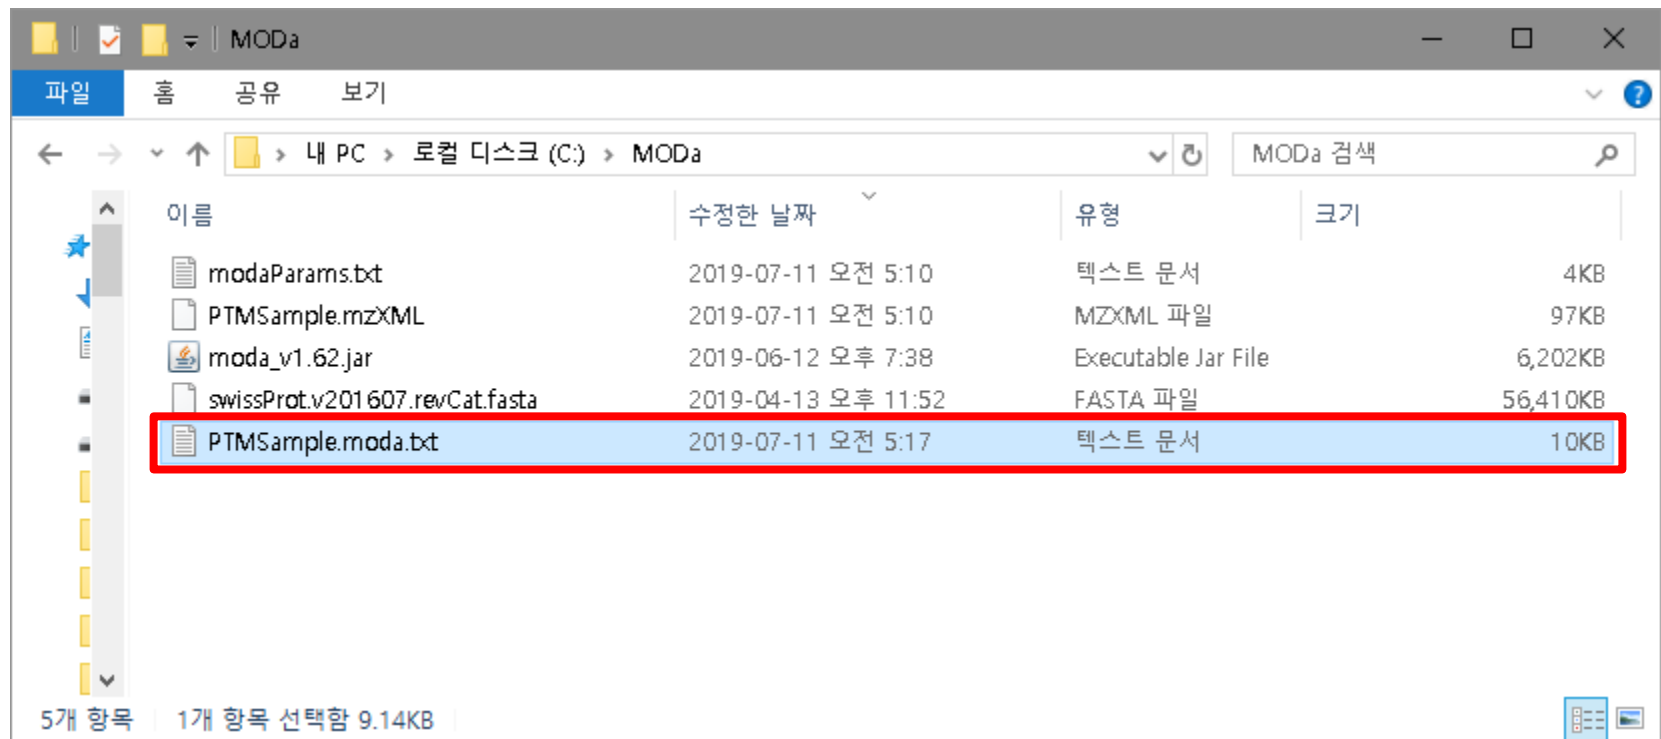 MODa
파일 홈 공유 보기
내 PC 로컬 디스크 (C:) MODa MODa 검색
이름 수정한 날짜 유형 크기
modaParams.txt 2019-07-11 오전 5:10 텍스트 문서 4KB
PTMSample.mzXML 2019-07-11 오전 5:10 MZXML 파일 97KB
moda_v1.62.jar 2019-06-12 오후 7:38 Executable Jar File 6,202KB
swissProt.v201607.revCat.fasta 2019-04-13 오후 11:52 FASTA 파일 56,410KB
PTMSample.moda.txt 2019-07-11 오전 5:17 텍스트 문서 10KB
5개 항목 1개 항목 선택함 9.14KB